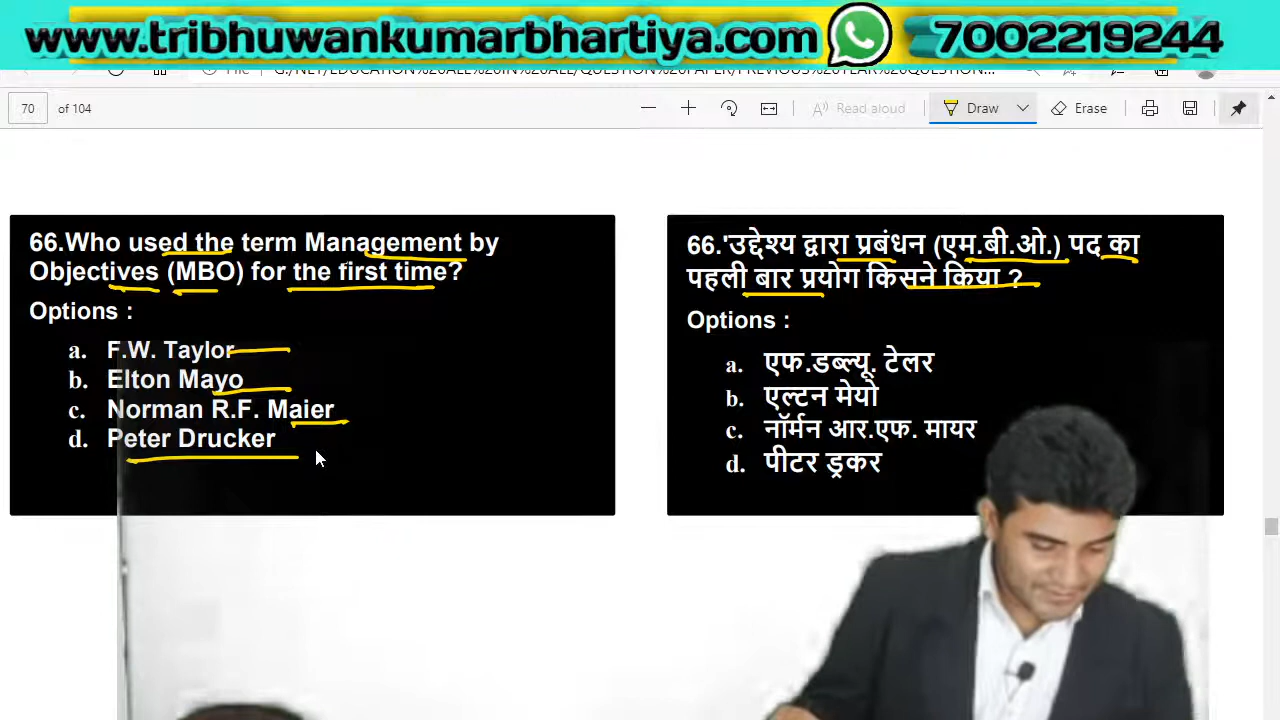 www.tribhuwankumarbhartiya.com 7002219244
70 of 104 Read aloud Draw Erase
66.Who used the term Management by
Objectives (MBO) for the first time?
Options :
a. F.W. Taylor
b. Elton Mayo
c. Norman R.F. Maier
d. Peter Drucker
66.'उद्देश्य द्वारा प्रबंधन (एम.बी.ओ.) पद का
पहली बार प्रयोग किसने किया ?
Options :
a. एफ.डब्ल्यू. टेलर
b. एल्टन मेयो
c. नॉर्मन आर.एफ. मायर
d. पीटर ड्रकर